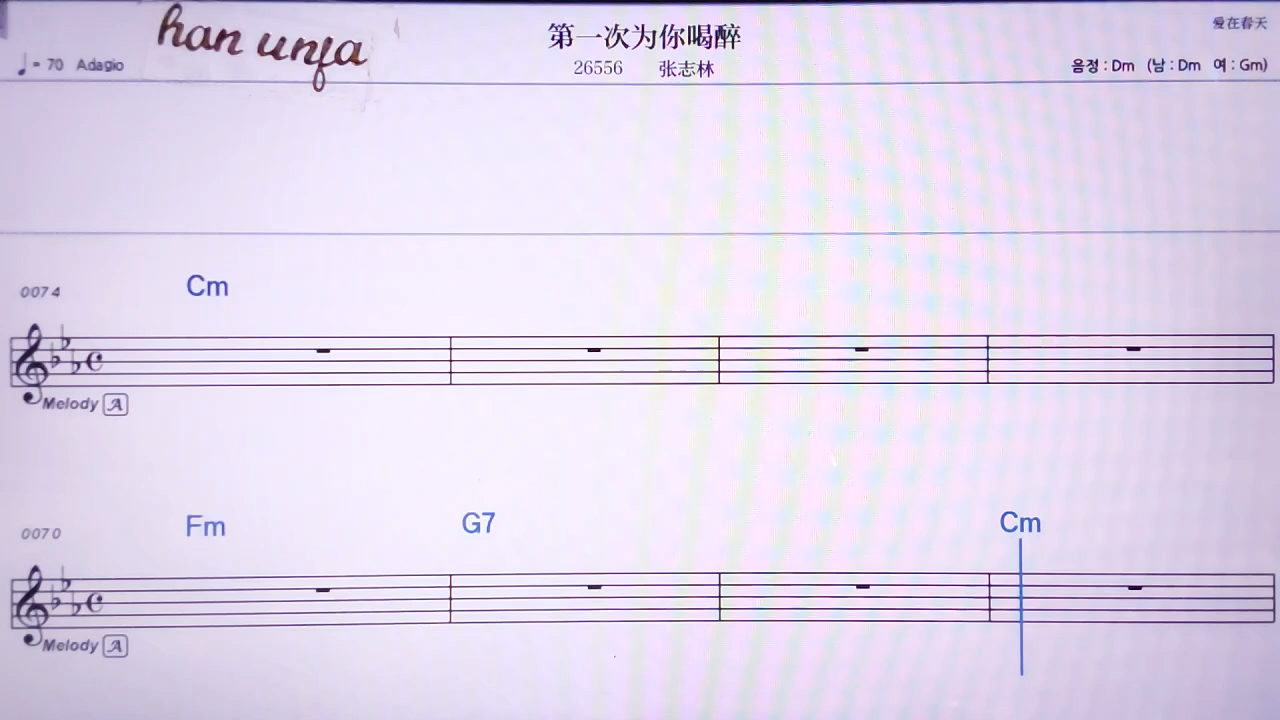 han unfa
第一次为你喝醉
爱在春天
♩= 70 Adagio
26556 张志林
음정 : Dm (남 : Dm 여 : Gm)
0074
Cm
Melody A
0070
Fm G7 Cm
Melody A